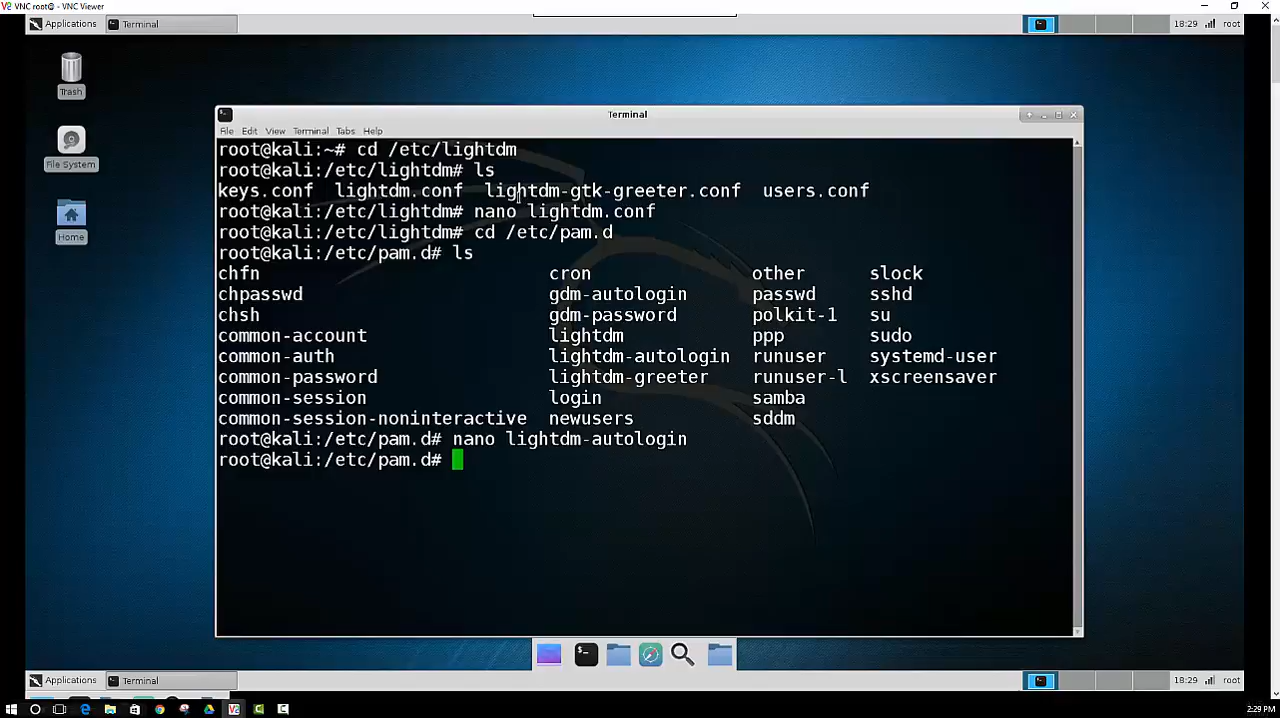 VNC root@ - VNC Viewer
Applications Terminal 18:29 root
Trash
File System
Home
Terminal
File Edit View Terminal Tabs Help
root@kali:~# cd /etc/lightdm
root@kali:/etc/lightdm# ls
keys.conf lightdm.conf lightdm-gtk-greeter.conf users.conf
root@kali:/etc/lightdm# nano lightdm.conf
root@kali:/etc/lightdm# cd /etc/pam.d
root@kali:/etc/pam.d# ls
chfn cron other slock
chpasswd gdm-autologin passwd sshd
chsh gdm-password polkit-1 su
common-account lightdm ppp sudo
common-auth lightdm-autologin runuser systemd-user
common-password lightdm-greeter runuser-l xscreensaver
common-session login samba
common-session-noninteractive newusers sddm
root@kali:/etc/pam.d# nano lightdm-autologin
root@kali:/etc/pam.d#
Applications Terminal 18:29 root
2:29 PM